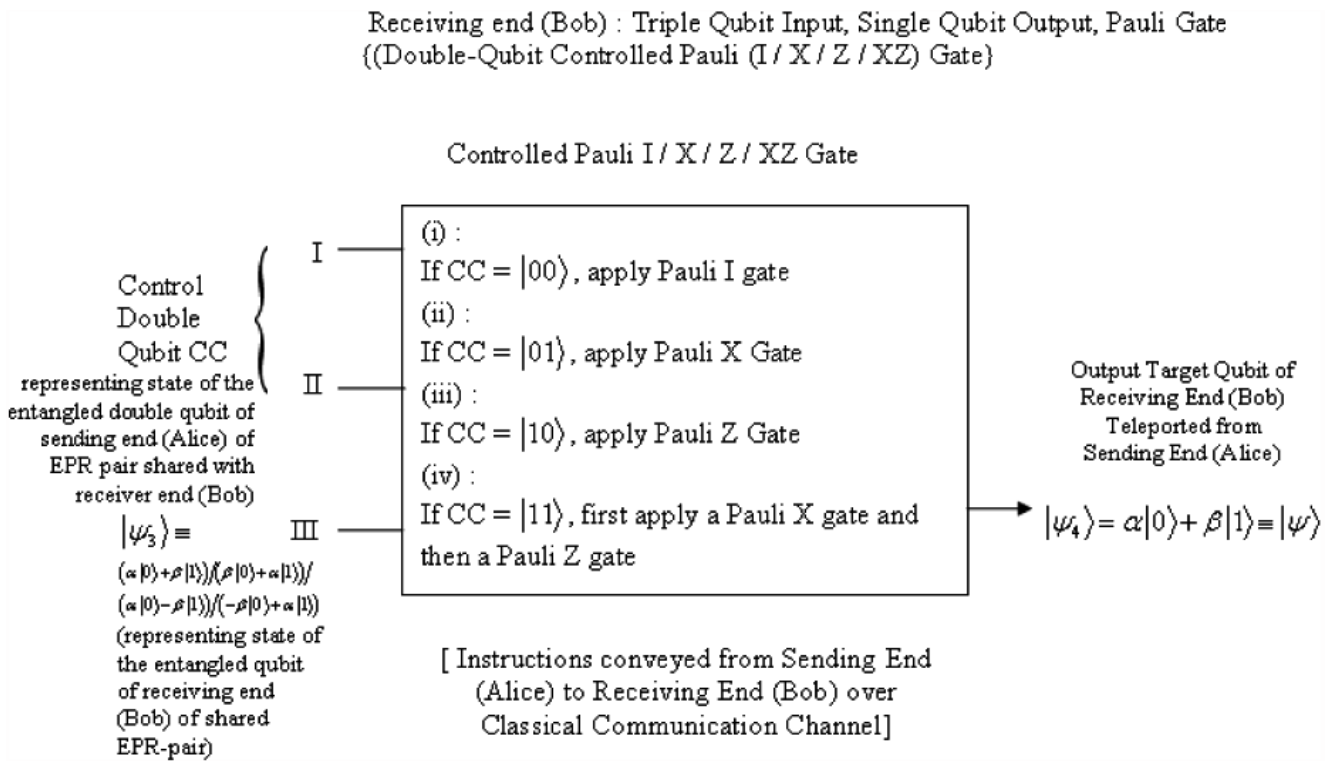 Receiving end (Bob) : Triple Qubit Input, Single Qubit Output, Pauli Gate
{(Double-Qubit Controlled Pauli (I / X / Z / XZ) Gate}
Controlled Pauli I / X / Z / XZ Gate
Control
Double
Qubit CC
representing state of the
entangled double qubit of
sending end (Alice) of
EPR pair shared with
receiver end (Bob)
|ψ₃⟩ ≡
(α|0⟩+β|1⟩)/(β|0⟩+α|1⟩)/
(α|0⟩-β|1⟩)/(-β|0⟩+α|1⟩)
(representing state of
the entangled qubit
of receiving end
(Bob) of shared
EPR-pair)
I
II
III
(i) :
If CC = |00⟩, apply Pauli I gate
(ii) :
If CC = |01⟩, apply Pauli X Gate
(iii) :
If CC = |10⟩, apply Pauli Z Gate
(iv) :
If CC = |11⟩, first apply a Pauli X gate and
then a Pauli Z gate
Output Target Qubit of
Receiving End (Bob)
Teleported from
Sending End (Alice)
|ψ₄⟩ = α|0⟩ + β|1⟩ ≡ |ψ⟩
[ Instructions conveyed from Sending End
(Alice) to Receiving End (Bob) over
Classical Communication Channel]